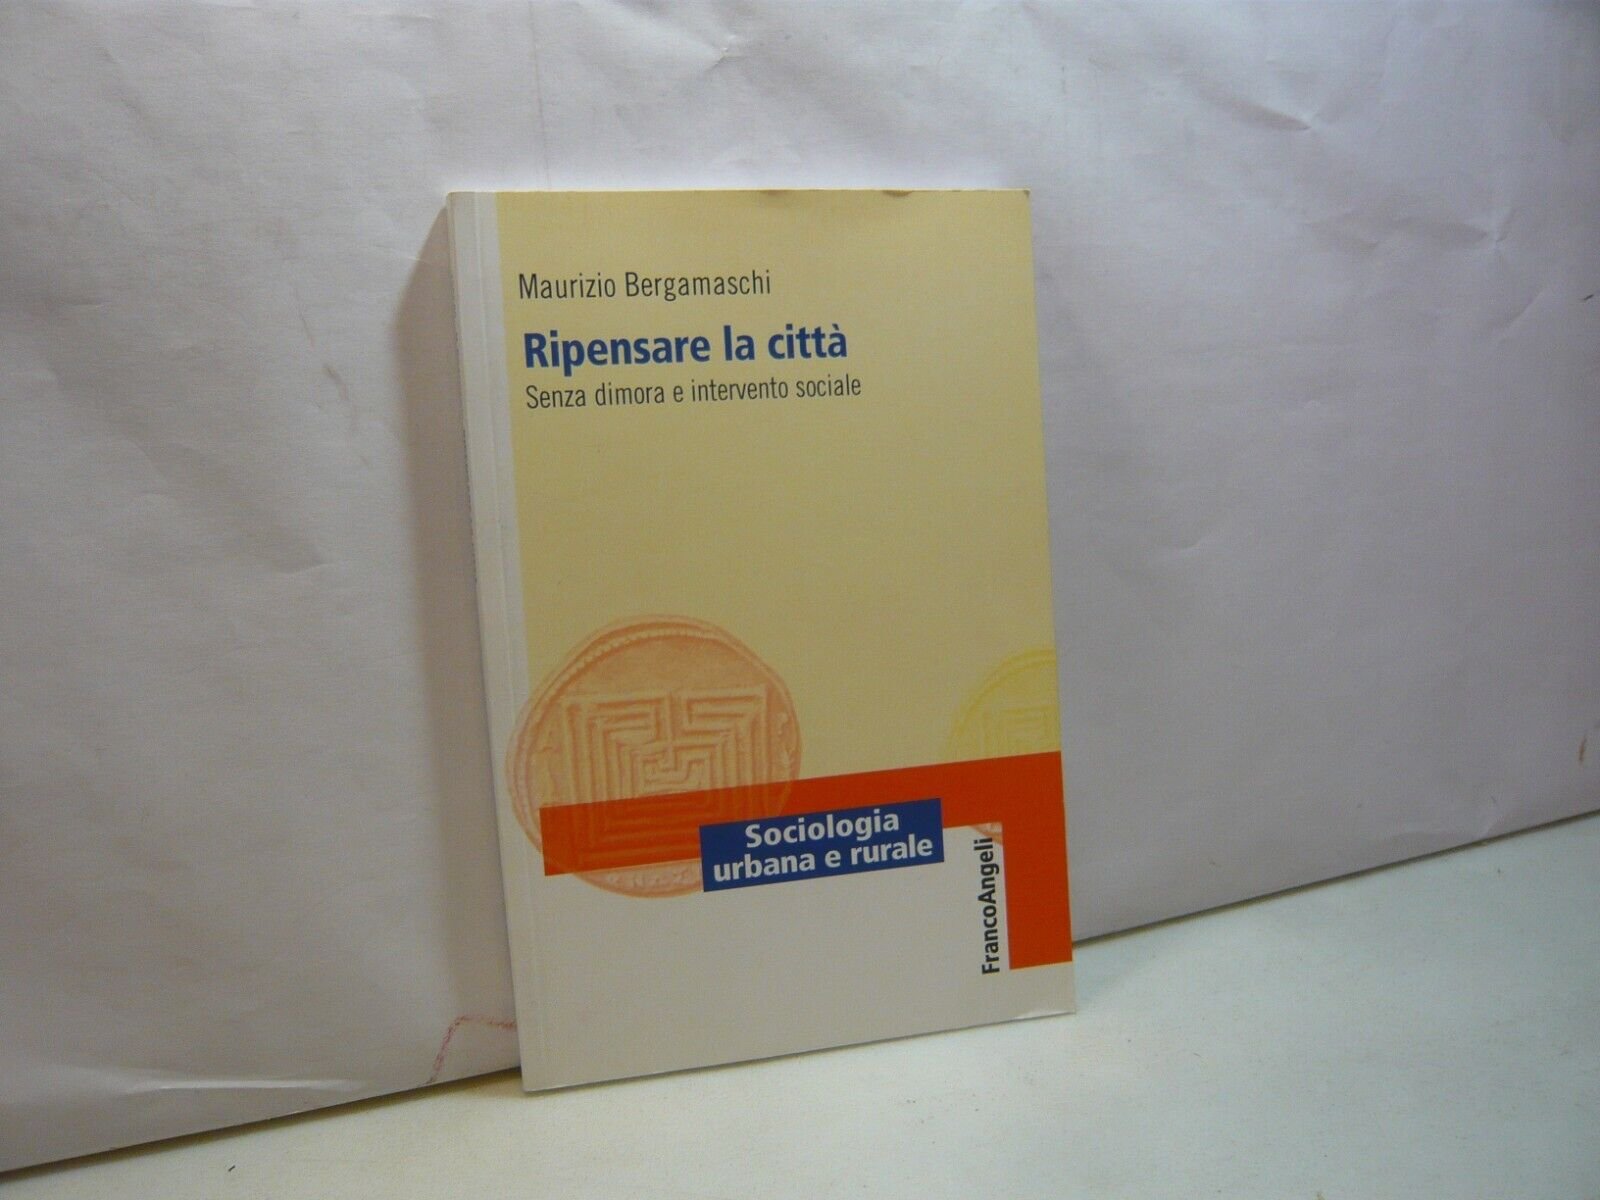 Maurizio Bergamaschi
Ripensare la città
Senza dimora e intervento sociale
Sociologia
urbana e rurale
FrancoAngeli